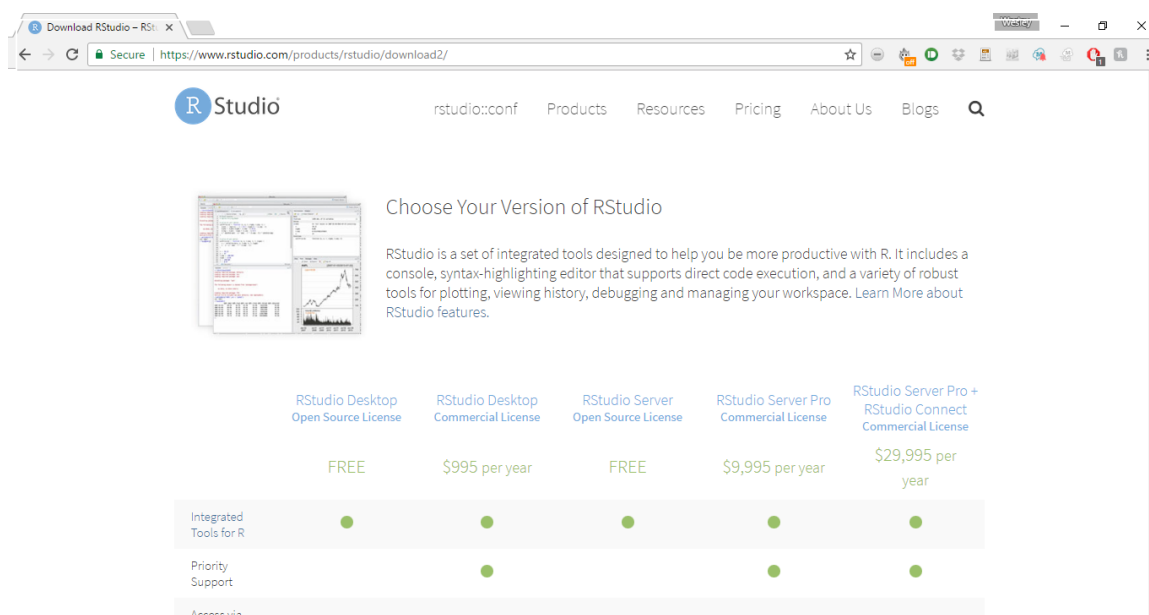 Download RStudio – RSt
Wesley
Secure https://www.rstudio.com/products/rstudio/download2/
off
1
R Studio
rstudio::conf Products Resources Pricing About Us Blogs
Choose Your Version of RStudio
RStudio is a set of integrated tools designed to help you be more productive with R. It includes a
console, syntax-highlighting editor that supports direct code execution, and a variety of robust
tools for plotting, viewing history, debugging and managing your workspace. Learn More about
RStudio features.
RStudio Desktop
Open Source License
FREE
RStudio Desktop
Commercial License
$995 per year
RStudio Server
Open Source License
FREE
RStudio Server Pro
Commercial License
$9,995 per year
RStudio Server Pro +
RStudio Connect
Commercial License
$29,995 per
year
Integrated
Tools for R
Priority
Support
Access via